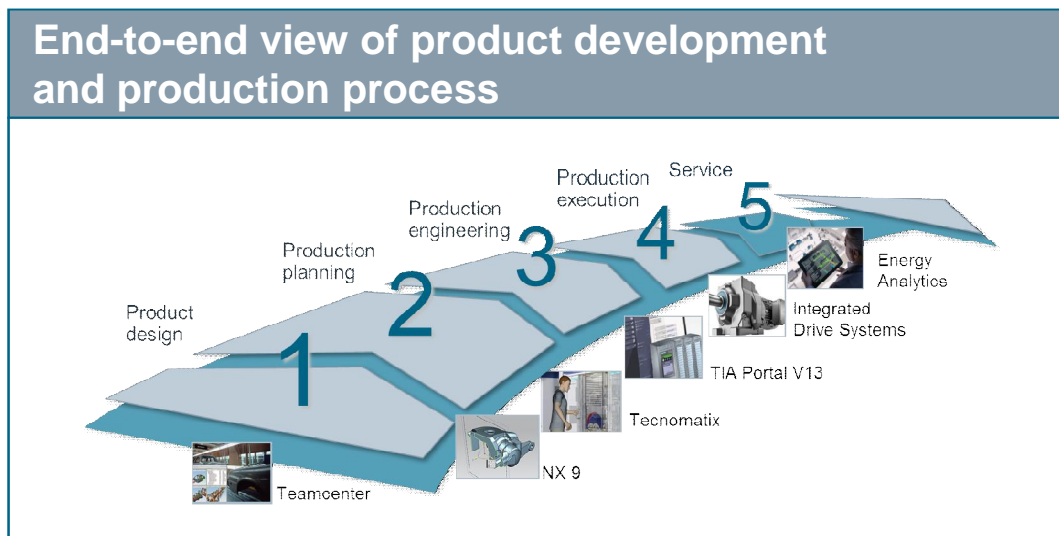 End-to-end view of product development
and production process
Product
design
1
Production
planning
2
Production
engineering
3
Production
execution
4
Service
5
Teamcenter
NX 9
Tecnomatix
TIA Portal V13
Integrated
Drive Systems
Energy
Analytics